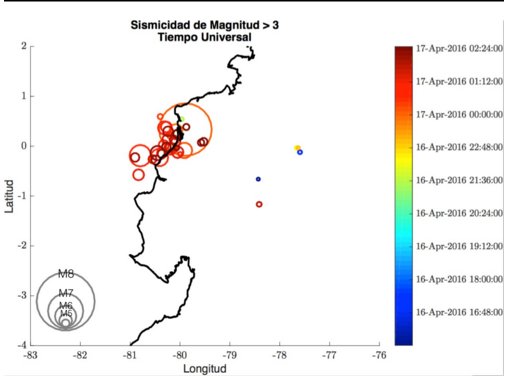 Sismicidad de Magnitud > 3
Tiempo Universal
2
1
0
-1
-2
-3
-4
Latitud
-83
-82
-81
-80
-79
-78
-77
-76
Longitud
M8
M7
M6
M5
17-Apr-2016 02:24:00
17-Apr-2016 01:12:00
17-Apr-2016 00:00:00
16-Apr-2016 22:48:00
16-Apr-2016 21:36:00
16-Apr-2016 20:24:00
16-Apr-2016 19:12:00
16-Apr-2016 18:00:00
16-Apr-2016 16:48:00